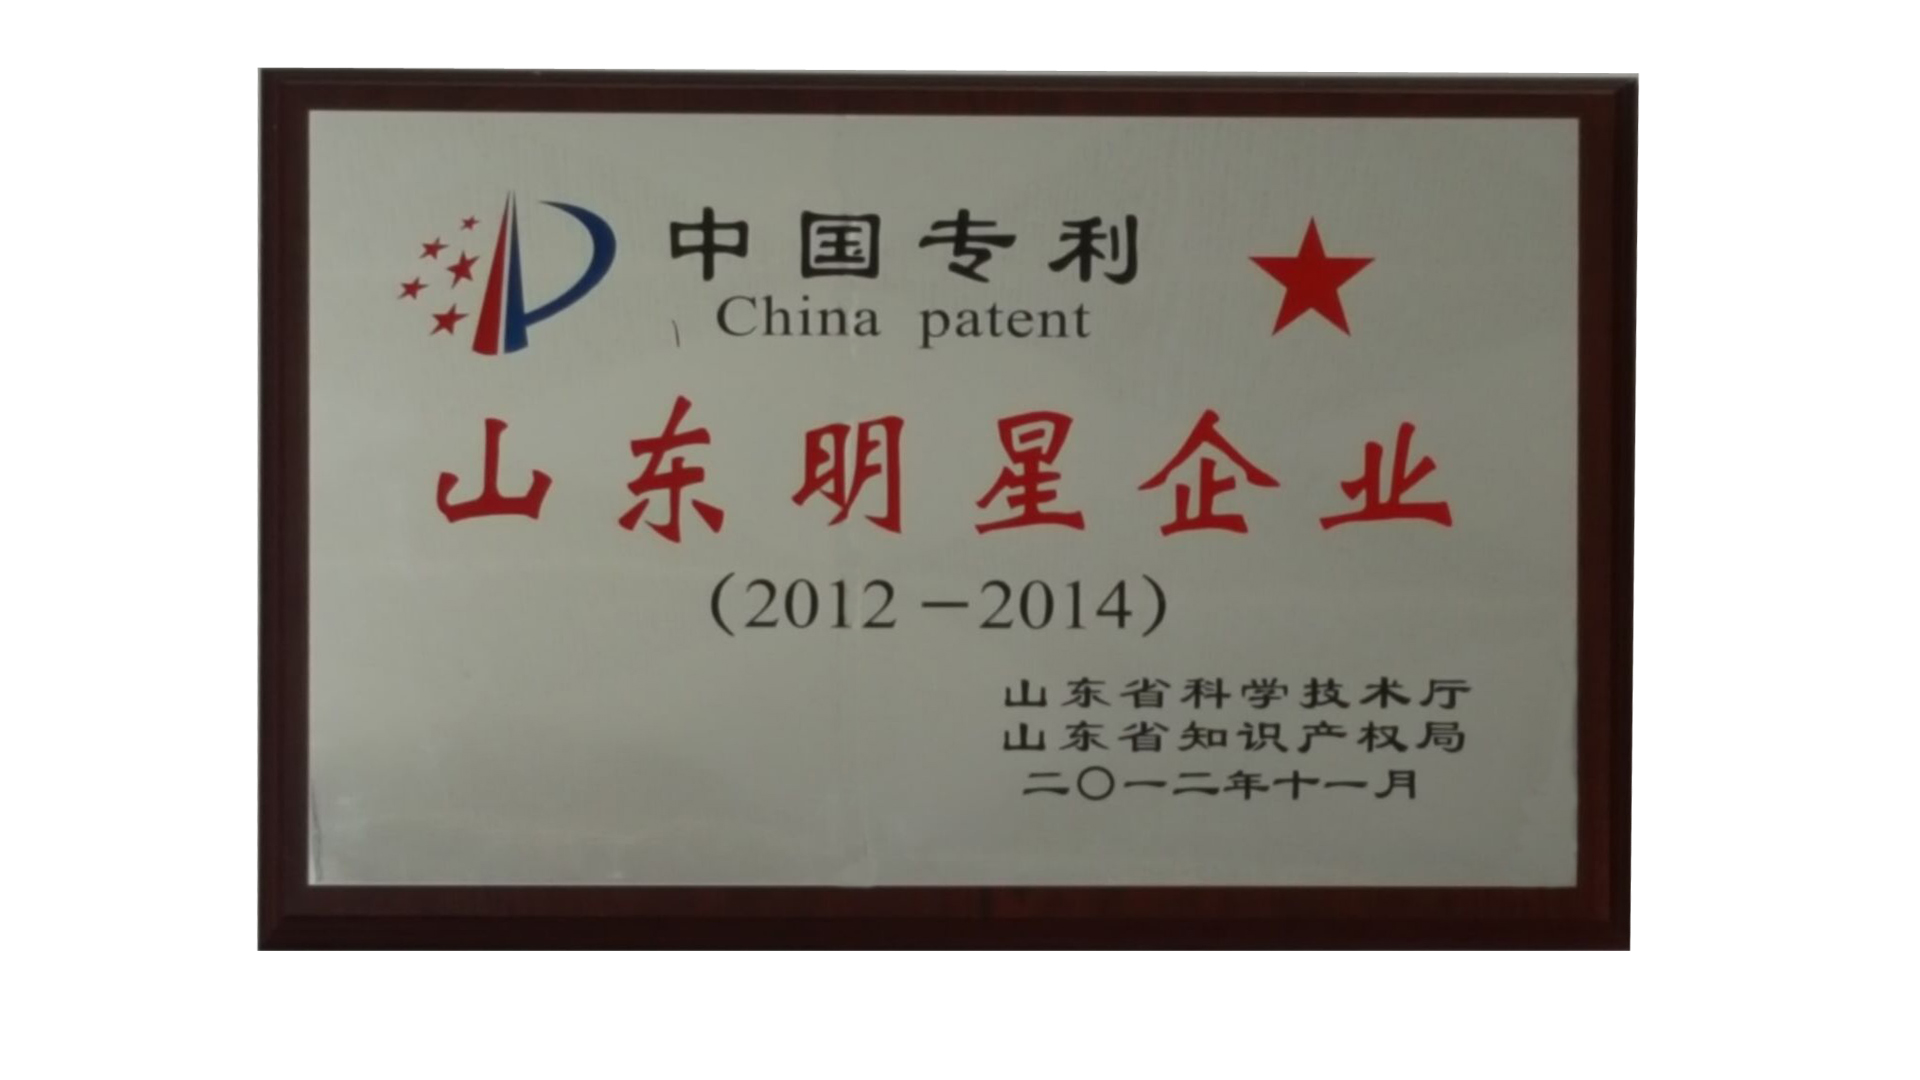 中国专利
China patent
山东明星企业
（2012－2014）
山东省科学技术厅
山东省知识产权局
二〇一二年十一月